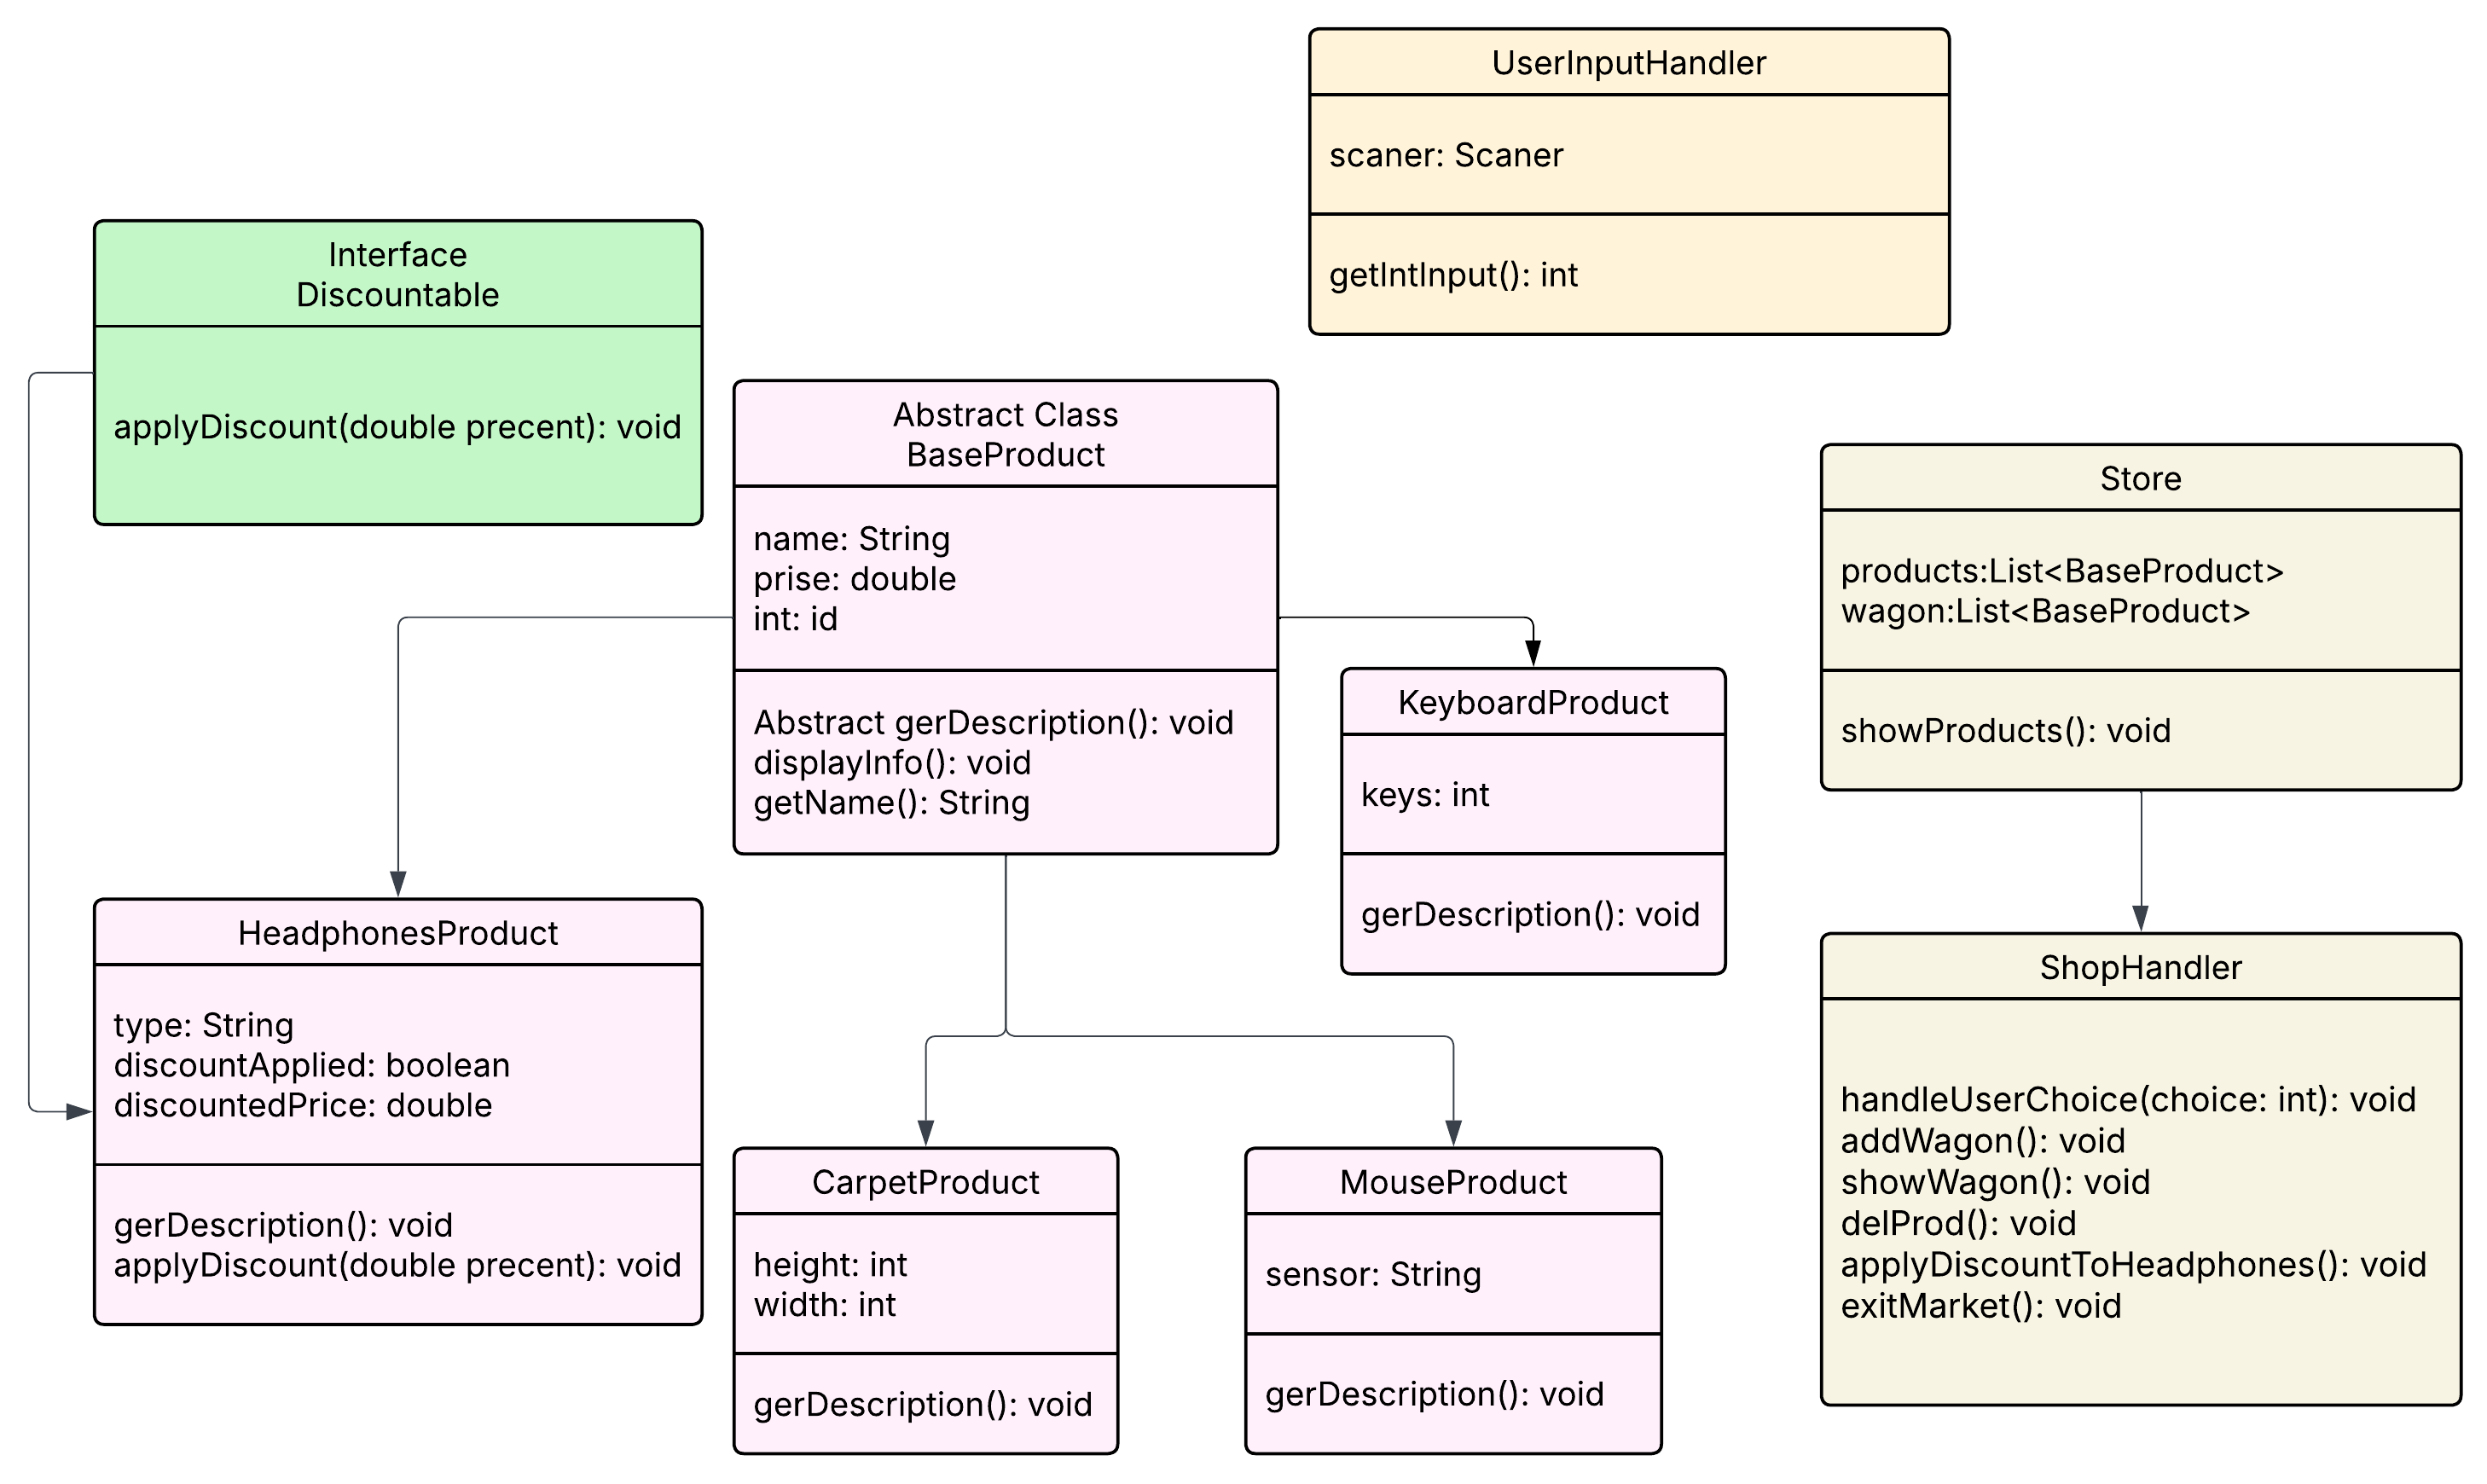 UserInputHandler
scaner: Scaner
getIntInput(): int
Interface
Discountable
applyDiscount(double precent): void
Abstract Class
BaseProduct
name: String
prise: double
int: id
Abstract gerDescription(): void
displayInfo(): void
getName(): String
Store
products:List<BaseProduct>
wagon:List<BaseProduct>
showProducts(): void
KeyboardProduct
keys: int
gerDescription(): void
HeadphonesProduct
type: String
discountApplied: boolean
discountedPrice: double
gerDescription(): void
applyDiscount(double precent): void
CarpetProduct
height: int
width: int
gerDescription(): void
MouseProduct
sensor: String
gerDescription(): void
ShopHandler
handleUserChoice(choice: int): void
addWagon(): void
showWagon(): void
delProd(): void
applyDiscountToHeadphones(): void
exitMarket(): void